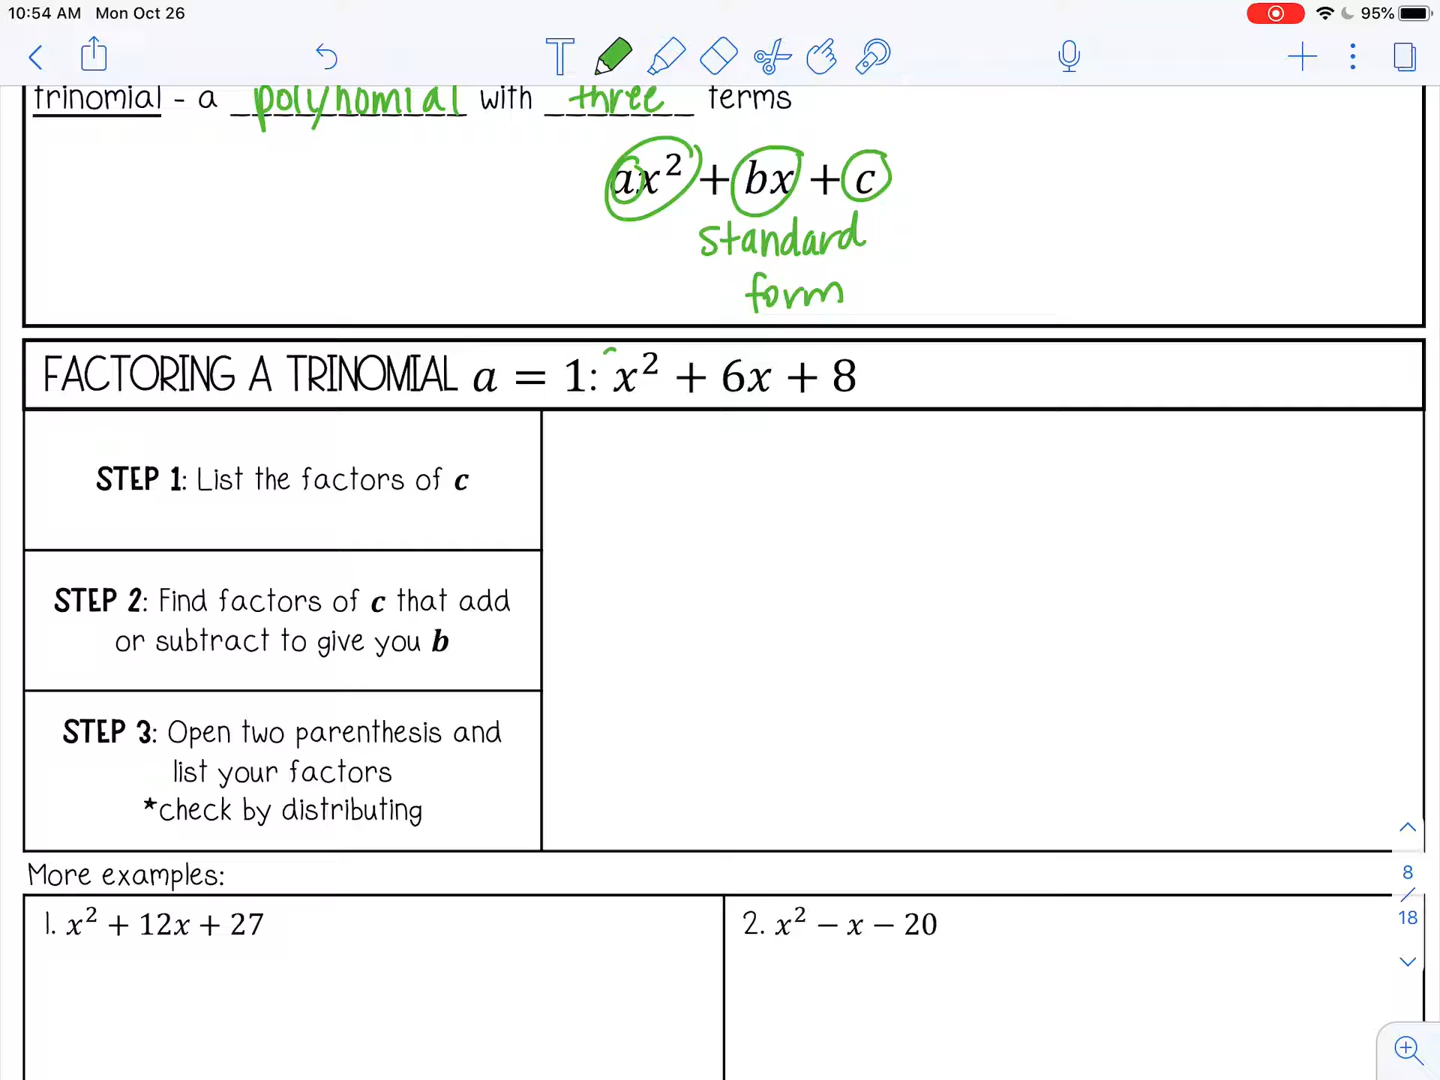 10:54 AM Mon Oct 26
95%
trinomial - a polynomial with three terms
ax² + bx + c
standard
form
FACTORING A TRINOMIAL a = 1: x² + 6x + 8
STEP 1: List the factors of c
STEP 2: Find factors of c that add
or subtract to give you b
STEP 3: Open two parenthesis and
list your factors
*check by distributing
8
/
18
More examples:
1. x² + 12x + 27
2. x² − x − 20